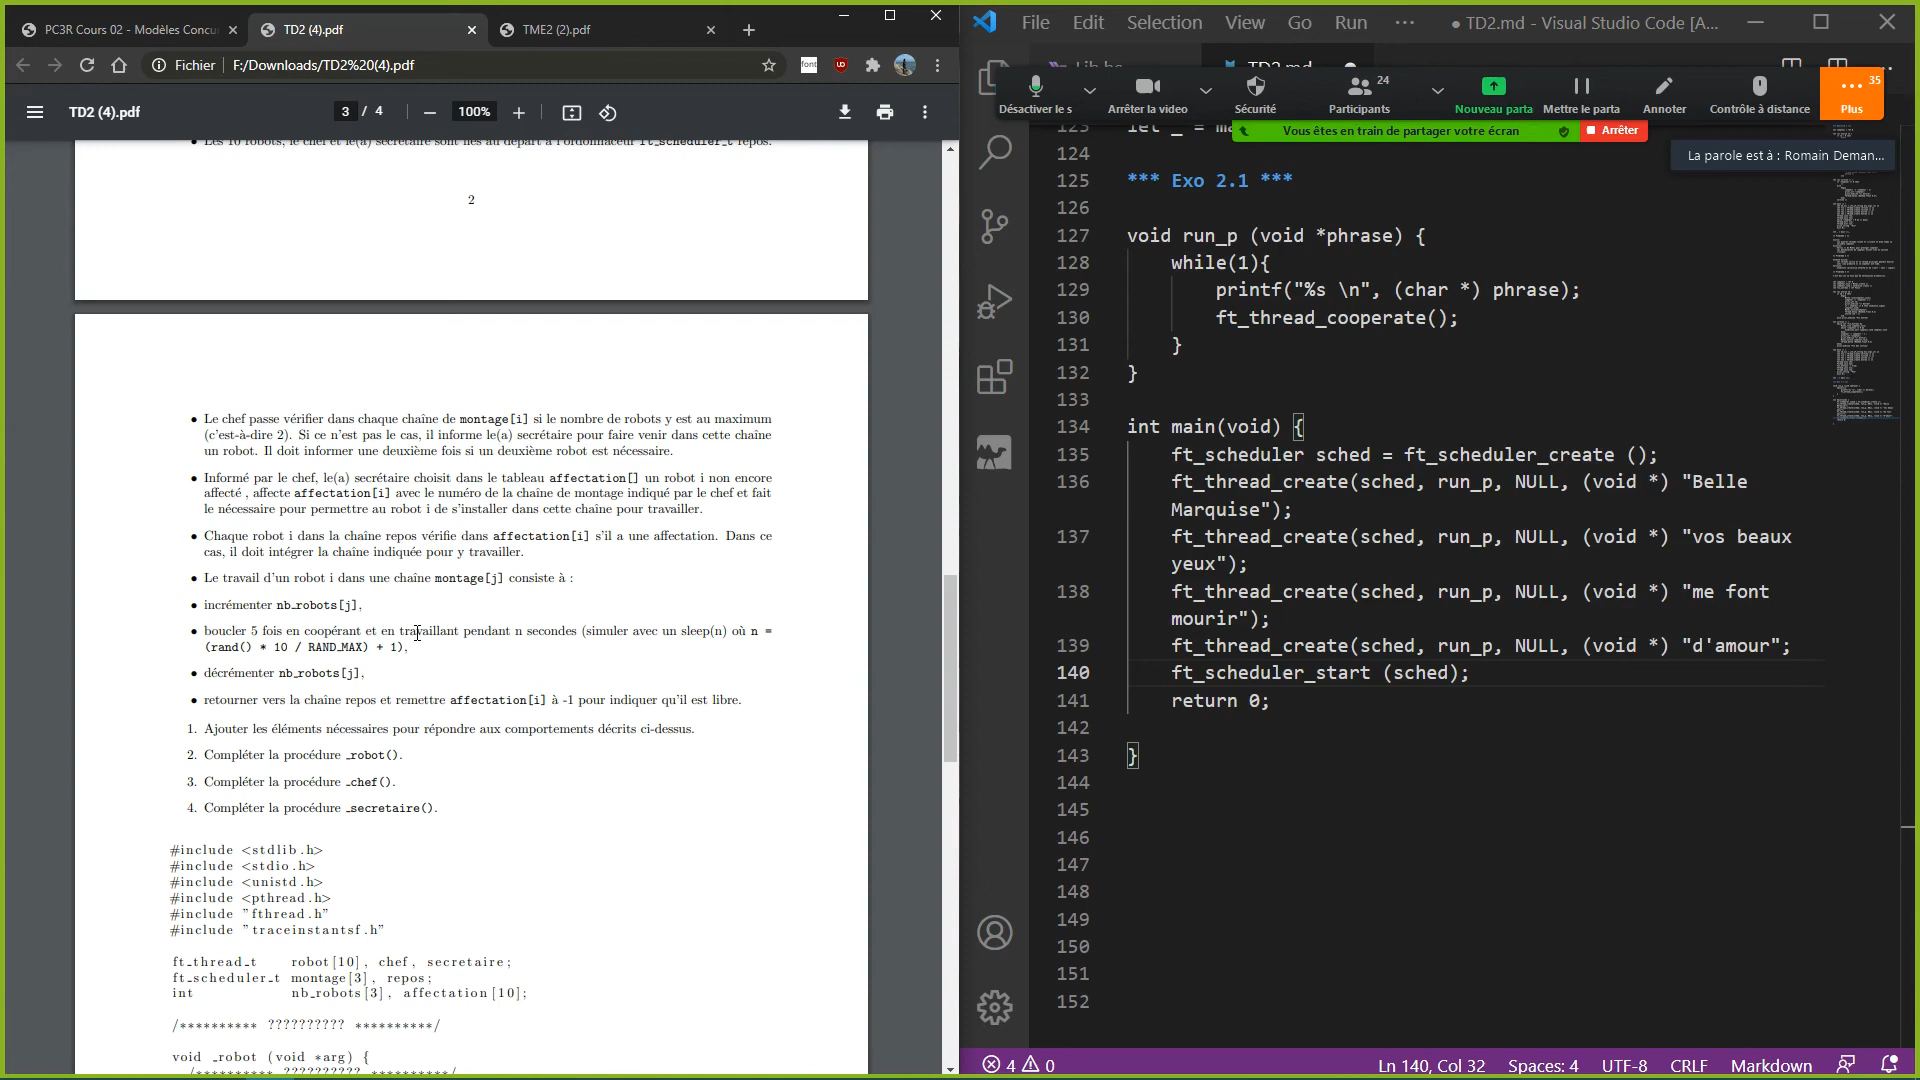 PC3R Cours 02 - Modèles Concu
TD2 (4).pdf
TME2 (2).pdf
Fichier
F:/Downloads/TD2%20(4).pdf
TD2 (4).pdf
3 / 4
100%
Les 10 robots, le chef et le(a) secrétaire sont liés au départ à l'ordonnaceur ft_scheduler_t repos.
2
• Le chef passe vérifier dans chaque chaîne de montage[i] si le nombre de robots y est au maximum
(c'est-à-dire 2). Si ce n'est pas le cas, il informe le(a) secrétaire pour faire venir dans cette chaîne
un robot. Il doit informer une deuxième fois si un deuxième robot est nécessaire.
• Informé par le chef, le(a) secrétaire choisit dans le tableau affectation[] un robot i non encore
affecté , affecte affectation[i] avec le numéro de la chaîne de montage indiqué par le chef et fait
le nécessaire pour permettre au robot i de s'installer dans cette chaîne pour travailler.
• Chaque robot i dans la chaîne repos vérifie dans affectation[i] s'il a une affectation. Dans ce
cas, il doit intégrer la chaîne indiquée pour y travailler.
• Le travail d'un robot i dans une chaîne montage[j] consiste à :
• incrémenter nb_robots[j],
• boucler 5 fois en coopérant et en travaillant pendant n secondes (simuler avec un sleep(n) où n =
(rand() * 10 / RAND_MAX) + 1),
• décrémenter nb_robots[j],
• retourner vers la chaîne repos et remettre affectation[i] à -1 pour indiquer qu'il est libre.
1. Ajouter les éléments nécessaires pour répondre aux comportements décrits ci-dessus.
2. Compléter la procédure _robot().
3. Compléter la procédure _chef().
4. Compléter la procédure _secretaire().
#include <stdlib.h>
#include <stdio.h>
#include <unistd.h>
#include <pthread.h>
#include "fthread.h"
#include "traceinstantsf.h"
ft_thread_t robot[10], chef, secretaire;
ft_scheduler_t montage[3], repos;
int nb_robots[3], affectation[10];
/********** ?????????? **********/
void _robot (void *arg) {
/********** ?????????? **********/
File Edit Selection View Go Run ···
● TD2.md - Visual Studio Code [A...
TD2.md
Désactiver le s
Arrêter la video
Sécurité
Participants
24
Nouveau parta
Mettre le parta
Annoter
Contrôle à distance
Plus
35
Vous êtes en train de partager votre écran
Arrêter
La parole est à : Romain Deman...
123
124
125 *** Exo 2.1 ***
126
127 void run_p (void *phrase) {
128 while(1){
129 printf("%s \n", (char *) phrase);
130 ft_thread_cooperate();
131 }
132 }
133
134 int main(void) {
135 ft_scheduler sched = ft_scheduler_create ();
136 ft_thread_create(sched, run_p, NULL, (void *) "Belle
Marquise");
137 ft_thread_create(sched, run_p, NULL, (void *) "vos beaux
yeux");
138 ft_thread_create(sched, run_p, NULL, (void *) "me font
mourir");
139 ft_thread_create(sched, run_p, NULL, (void *) "d'amour";
140 ft_scheduler_start (sched);
141 return 0;
142
143 }
144
145
146
147
148
149
150
151
152
4 0
Ln 140, Col 32
Spaces: 4
UTF-8
CRLF
Markdown